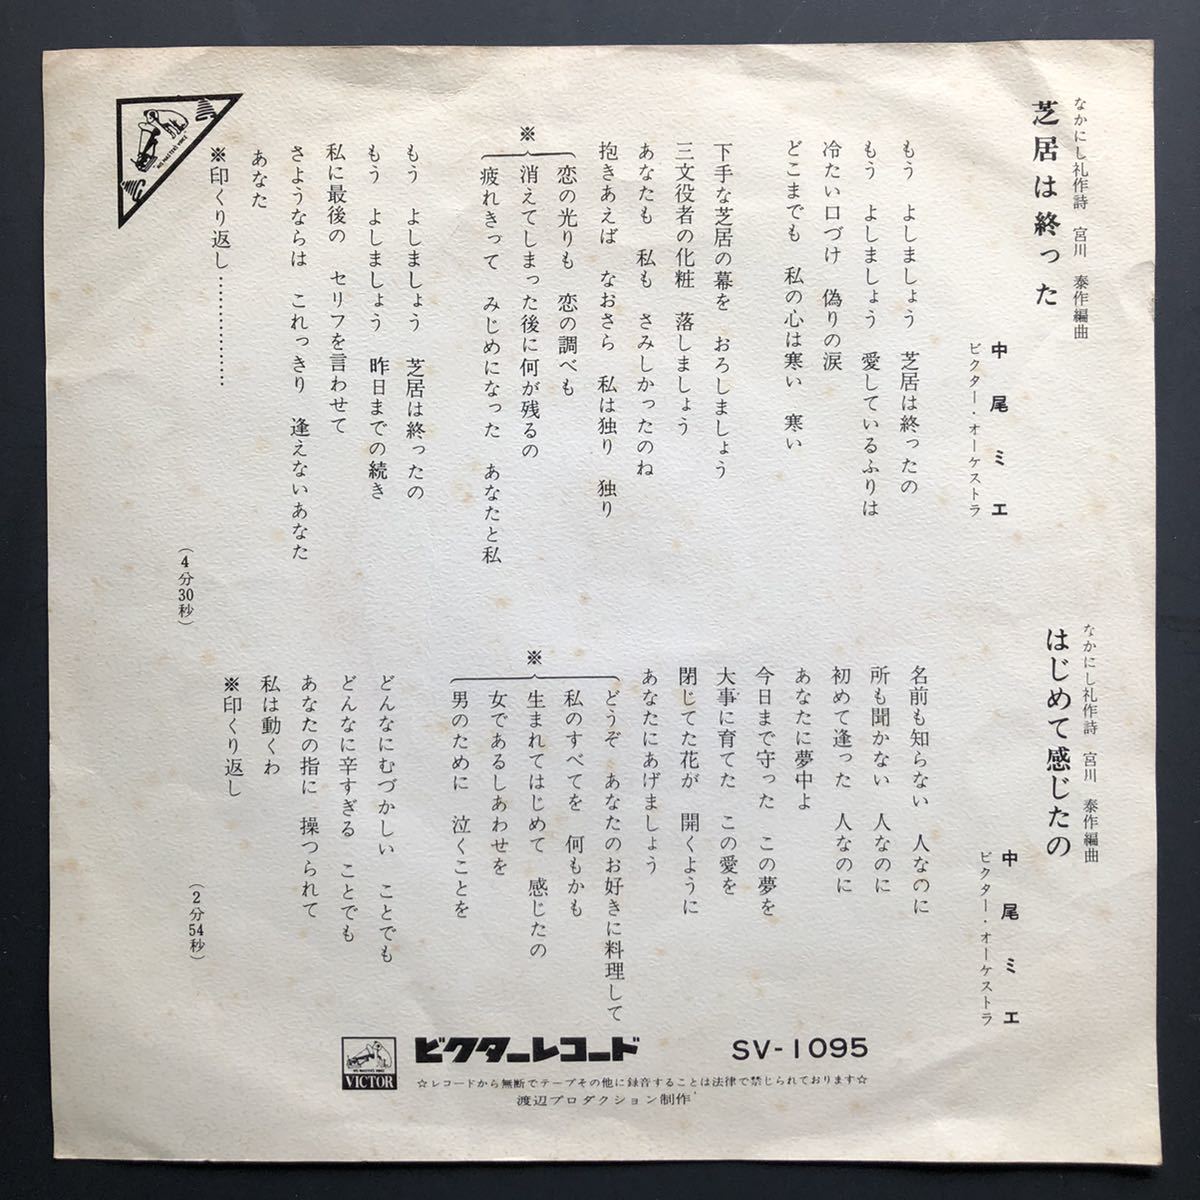 なかにし礼作詩 宮川 泰作編曲
芝居は終った
中尾ミエ
ビクター・オーケストラ
もう よしましょう 芝居は終ったの
もう よしましょう 愛しているふりは
冷たい口づけ 偽りの涙
どこまでも 私の心は寒い 寒い
下手な芝居の幕を おろしましょう
三文役者の化粧 落しましょう
あなたも 私も さみしかったのね
抱きあえば なおさら 私は独り 独り
※
恋の光りも 恋の調べも
消えてしまった後に何が残るの
疲れきって みじめになった あなたと私
もう よしましょう 芝居は終ったの
もう よしましょう 昨日までの続き
私に最後の セリフを言わせて
さようならは これっきり 逢えないあなた
あなた
※印くり返し……………
(4分30秒)
なかにし礼作詩 宮川 泰作編曲
はじめて感じたの
中尾ミエ
ビクター・オーケストラ
名前も知らない 人なのに
所も聞かない 人なのに
初めて逢った 人なのに
あなたに夢中よ
今日まで守った この夢を
大事に育てた この愛を
閉じてた花が 開くように
あなたにあげましょう
※
どうぞ あなたのお好きに料理して
私のすべてを 何もかも
生まれてはじめて 感じたの
女であるしあわせを
男のために 泣くことを
どんなにむづかしい ことでも
どんなに辛すぎる ことでも
あなたの指に 操つられて
私は動くわ
※印くり返し
(2分54秒)
VICTOR
ビクターレコード SV-1095
☆レコードから無断でテープその他に録音することは法律で禁じられております☆
渡辺プロダクション制作